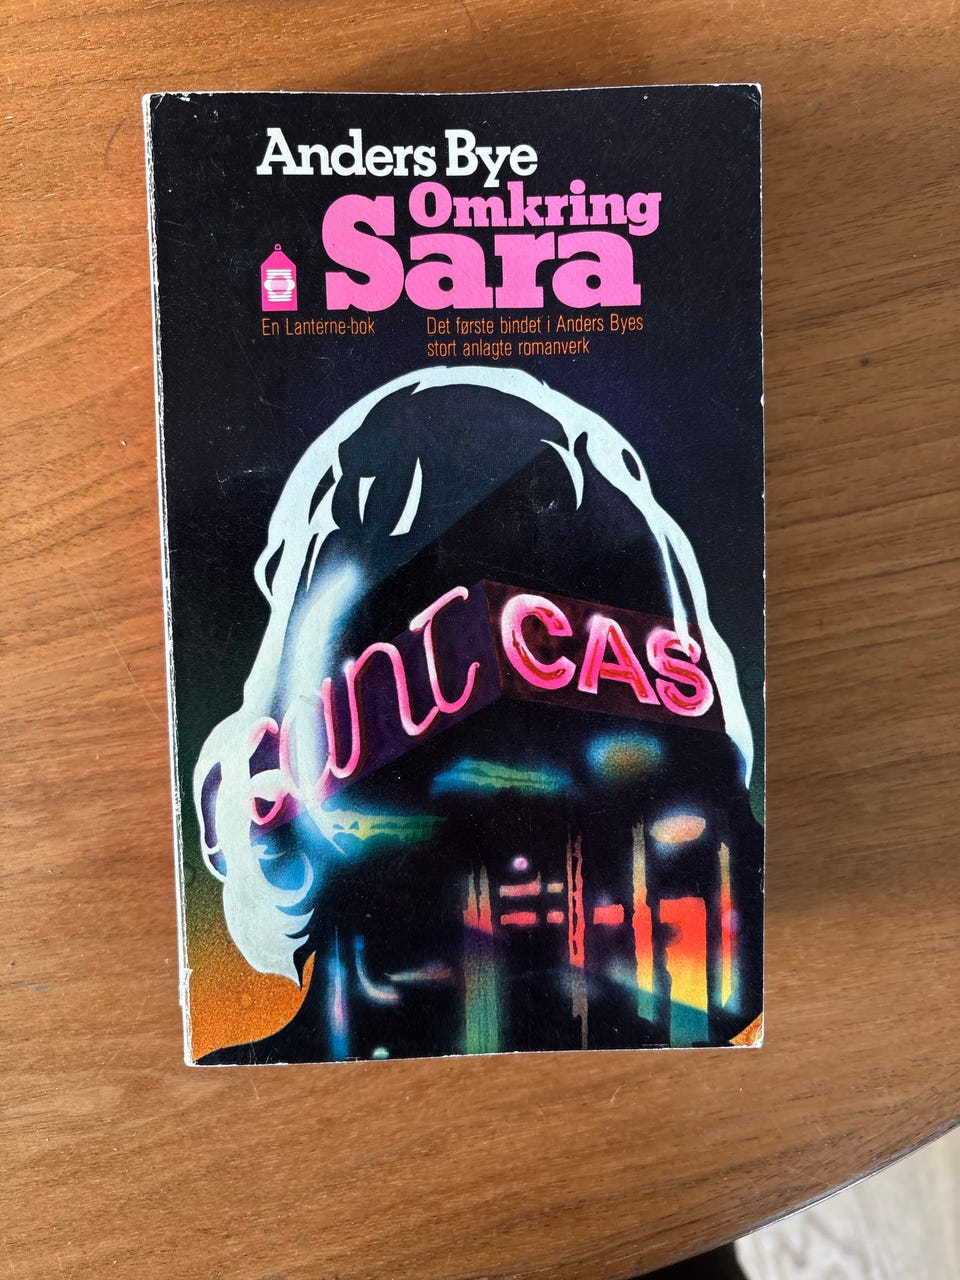 Anders Bye
Omkring
Sara
En Lanterne-bok
Det første bindet i Anders Byes
stort anlagte romanverk
CAS